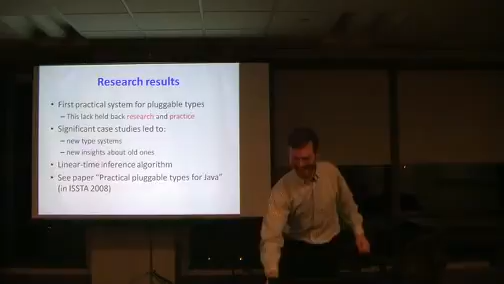 Research results
• First practical system for pluggable types
– This lack held back research and practice
• Significant case studies led to:
– new type systems
– new insights about old ones
• Linear-time inference algorithm
• See paper "Practical pluggable types for Java"
(in ISSTA 2008)